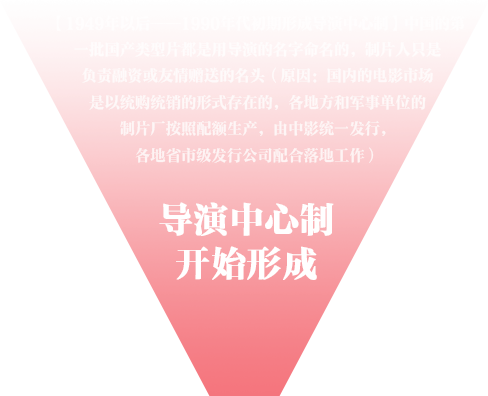 一批国产类型片都是用导演的名字命名的，制片人只是
负责融资或友情赠送的名头（原因：国内的电影市场
是以统购统销的形式存在的，各地方和军事单位的
制片厂按照配额生产，由中影统一发行，
各地省市级发行公司配合落地工作）
导演中心制
开始形成